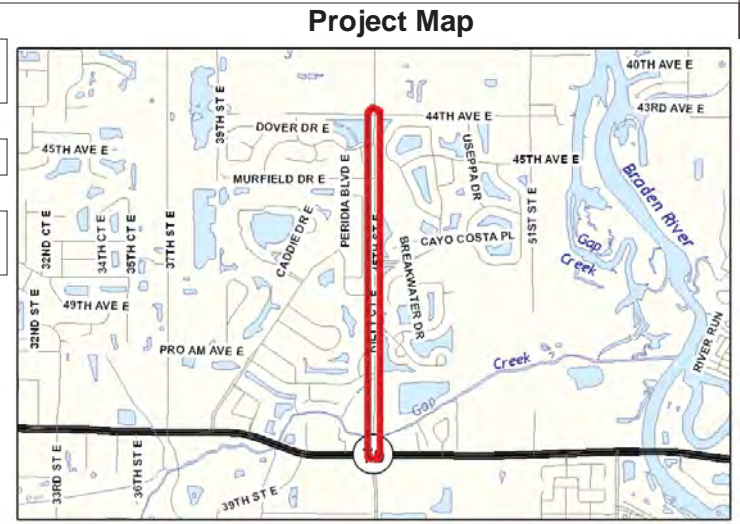 Project Map
40TH AVE E
43RD AVE E
44TH AVE E
39TH ST E
DOVER DR E
45TH AVE E
45TH AVE E
USEPPA DR
MURFIELD DR E
PERIDIA BLVD E
Braden River
32ND CT E
34TH CT E
35TH CT E
37TH ST E
CADDIE DR E
45TH ST E
CAYO COSTA PL
51ST ST E
Gap
Creek
BREAKWATER DR
49TH AVE E
32ND ST E
PRO AM AVE E
RIVER RUN
Creek
Gap
33RD ST E
36TH ST E
39TH ST E